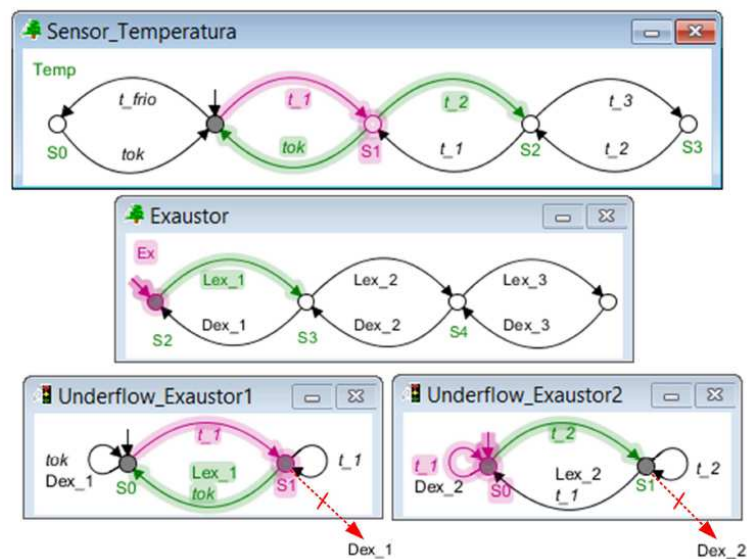 Sensor_Temperatura
Temp
t_frio
t_1
t_2
t_3
S0
tok
tok
S1
t_1
S2
t_2
S3
Exaustor
Ex
Lex_1
Lex_2
Lex_3
S2
Dex_1
S3
Dex_2
S4
Dex_3
Underflow_Exaustor1
t_1
tok
Dex_1
S0
Lex_1
tok
S1
t_1
Dex_1
Underflow_Exaustor2
t_2
t_1
Dex_2
S0
Lex_2
t_1
S1
t_2
Dex_2